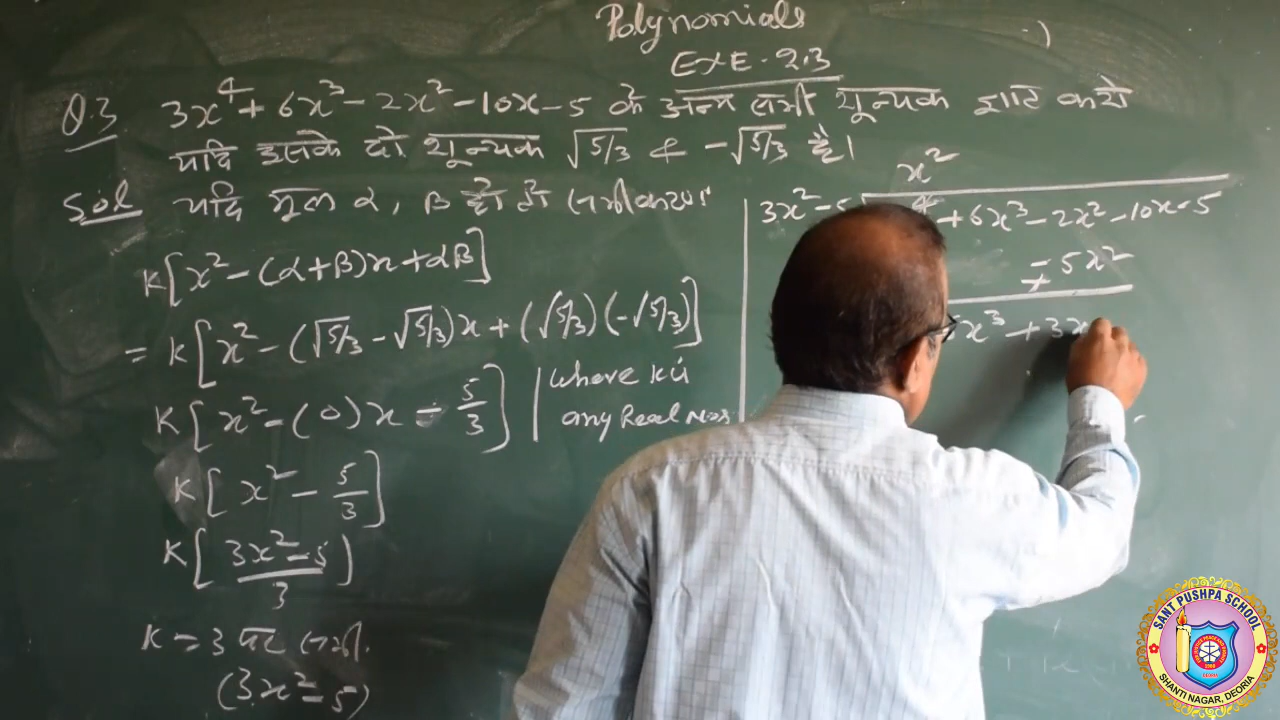 Polynomials
EXE. 2.3
Q.3 3x⁴ + 6x³ - 2x² - 10x - 5 के अन्य सभी शून्यक ज्ञात करो
यदि इसके दो शून्यक √5/3 & -√5/3 है।
Sol यदि मूल α, β हो तो
K[x² - (α+β)x + αβ]
= K[x² - (√5/3 - √5/3)x + (√5/3)(-√5/3)]
K[x² - (0)x - 5/3] | where K is
any Real Nos
K[x² - 5/3]
K[(3x² - 5)/3]
K = 3 पर
(3x² - 5)
x²
3x² - 5 + 6x³ - 2x² - 10x - 5
- 5x²
+
x³ + 3x
SANT PUSHPA SCHOOL
SHANTI NAGAR, DEORIA